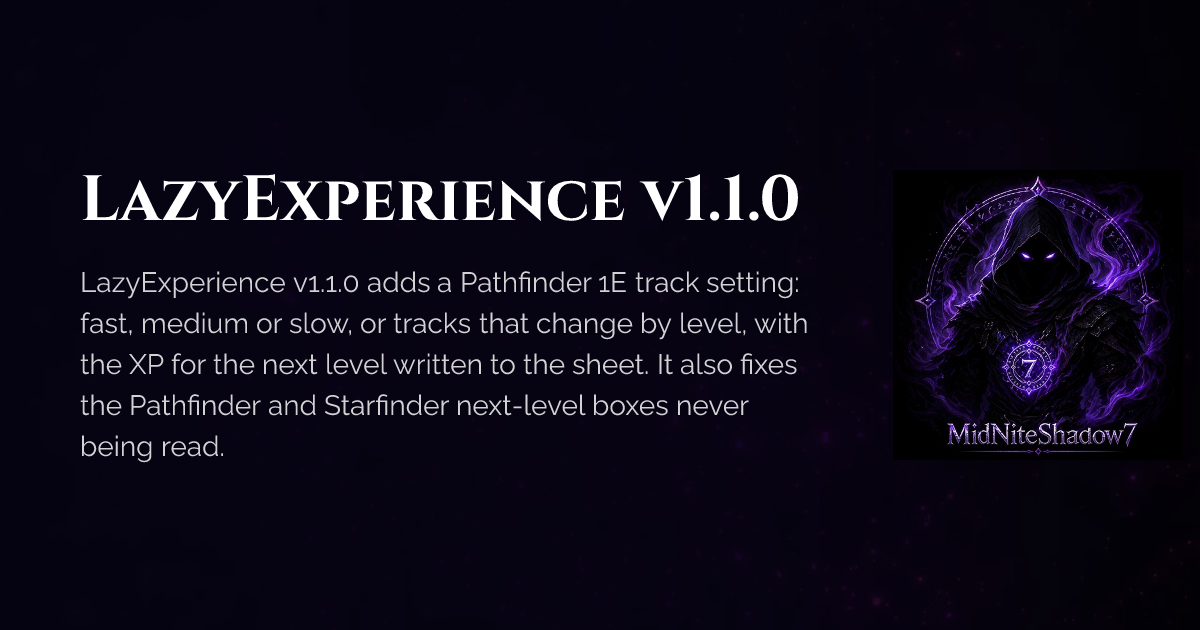 LazyExperience v1.1.0
LazyExperience v1.1.0 adds a Pathfinder 1E track setting:
fast, medium or slow, or tracks that change by level, with
the XP for the next level written to the sheet. It also fixes
the Pathfinder and Starfinder next-level boxes never
being read.
7
MidNiteShadow7